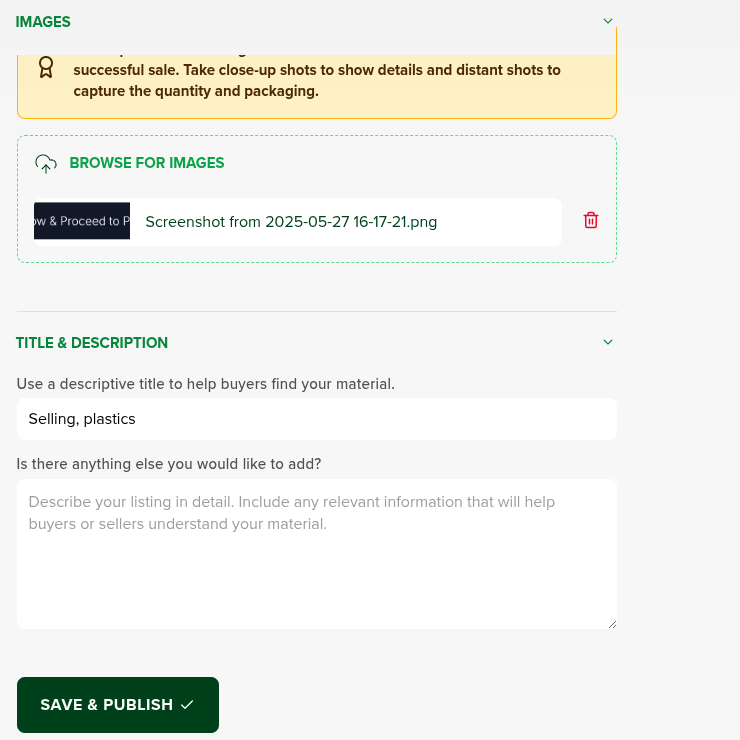 IMAGES
successful sale. Take close-up shots to show details and distant shots to
capture the quantity and packaging.
BROWSE FOR IMAGES
ow & Proceed to P
Screenshot from 2025-05-27 16-17-21.png
TITLE & DESCRIPTION
Use a descriptive title to help buyers find your material.
Selling, plastics
Is there anything else you would like to add?
Describe your listing in detail. Include any relevant information that will help
buyers or sellers understand your material.
SAVE & PUBLISH